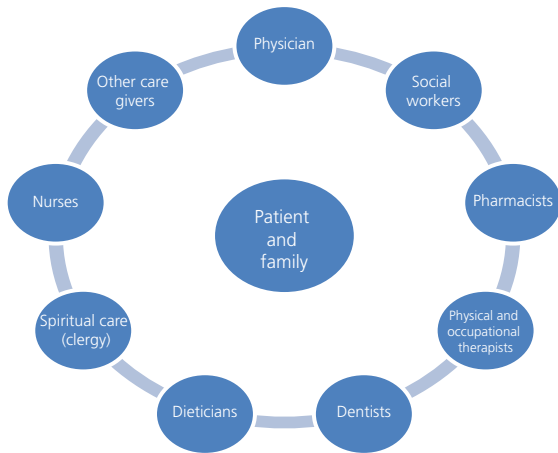 Physician
Social
workers
Pharmacists
Physical and
occupational
therapists
Dentists
Dieticians
Spiritual care
(clergy)
Nurses
Other care
givers
Patient
and
family